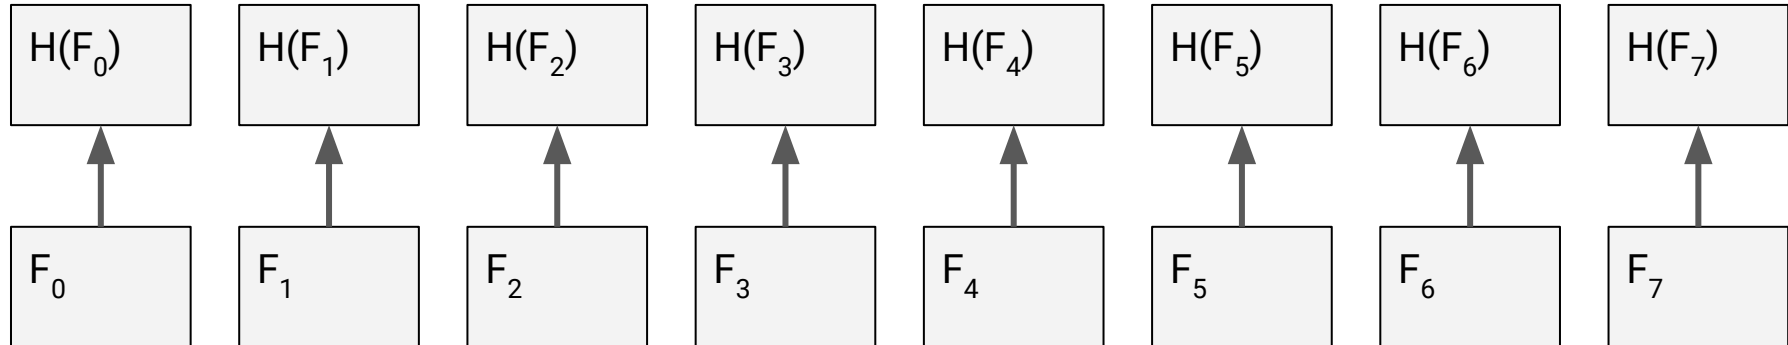 H(F₀) H(F₁) H(F₂) H(F₃) H(F₄) H(F₅) H(F₆) H(F₇)
F₀ F₁ F₂ F₃ F₄ F₅ F₆ F₇